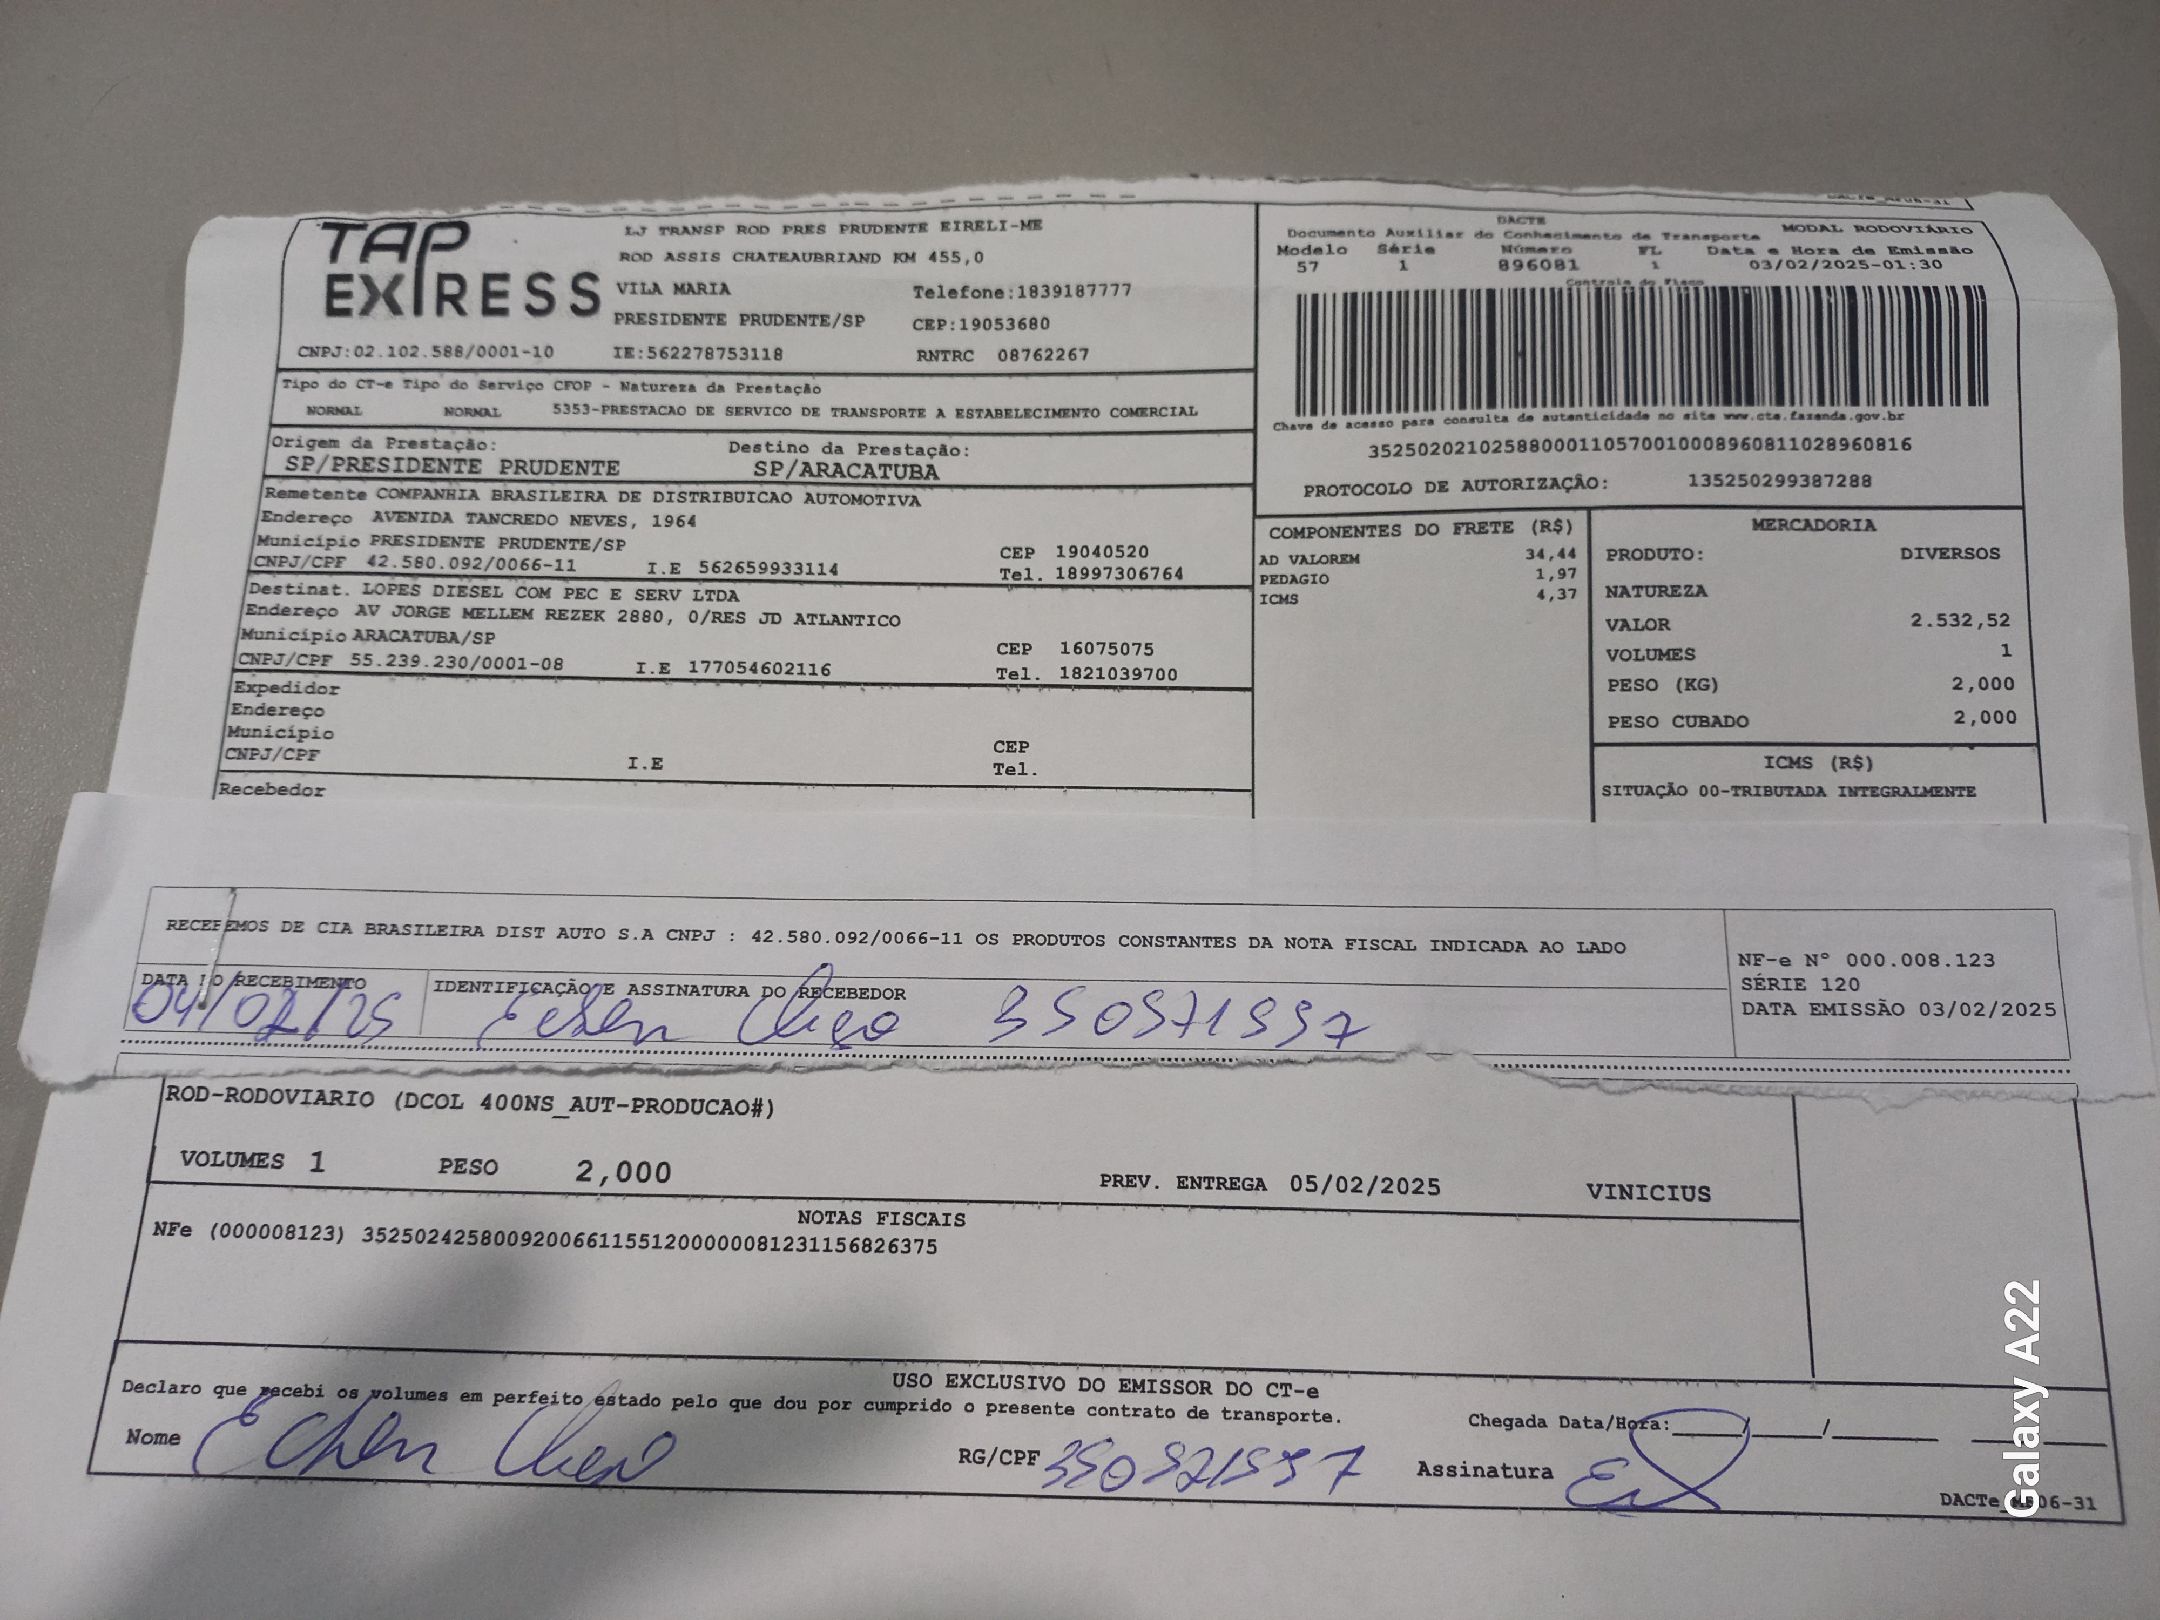 TAP EXPRESS
LJ TRANSP ROD PRES PRUDENTE EIRELI-ME
ROD ASSIS CHATEAUBRIAND KM 455,0
VILA MARIA Telefone:1839187777
PRESIDENTE PRUDENTE/SP CEP:19053680
CNPJ:02.102.588/0001-10 IE:562278753118 RNTRC 08762267
Tipo do CT-e Tipo do Serviço CFOP - Natureza da Prestação
NORMAL NORMAL 5353-PRESTACAO DE SERVICO DE TRANSPORTE A ESTABELECIMENTO COMERCIAL
Origem da Prestação: Destino da Prestação:
SP/PRESIDENTE PRUDENTE SP/ARACATUBA
Remetente COMPANHIA BRASILEIRA DE DISTRIBUICAO AUTOMOTIVA
Endereço AVENIDA TANCREDO NEVES, 1964
Município PRESIDENTE PRUDENTE/SP CEP 19040520
CNPJ/CPF 42.580.092/0066-11 I.E 562659933114 Tel. 18997306764
Destinat. LOPES DIESEL COM PEC E SERV LTDA
Endereço AV JORGE MELLEM REZEK 2880, 0/RES JD ATLANTICO
Município ARACATUBA/SP CEP 16075075
CNPJ/CPF 55.239.230/0001-08 I.E 177054602116 Tel. 1821039700
Expedidor
Endereço
Município CEP
CNPJ/CPF I.E Tel.
Recebedor
DACTE MODAL RODOVIÁRIO
Documento Auxiliar do Conhecimento de Transporte
Modelo Série Número FL Data e Hora de Emissão
57 1 896081 1 03/02/2025-01:30
Controle do Fisco
Chave de acesso para consulta de autenticidade no site www.cte.fazenda.gov.br
35250202102588000110570010008960811028960816
PROTOCOLO DE AUTORIZAÇÃO: 135250299387288
COMPONENTES DO FRETE (R$)
AD VALOREM 34,44
PEDAGIO 1,97
ICMS 4,37
MERCADORIA
PRODUTO: DIVERSOS
NATUREZA
VALOR 2.532,52
VOLUMES 1
PESO (KG) 2,000
PESO CUBADO 2,000
ICMS (R$)
SITUAÇÃO 00-TRIBUTADA INTEGRALMENTE
RECEBEMOS DE CIA BRASILEIRA DIST AUTO S.A CNPJ : 42.580.092/0066-11 OS PRODUTOS CONSTANTES DA NOTA FISCAL INDICADA AO LADO
DATA DO RECEBIMENTO IDENTIFICAÇÃO E ASSINATURA DO RECEBEDOR
04/02/25
NF-e N° 000.008.123
SÉRIE 120
DATA EMISSÃO 03/02/2025
ROD-RODOVIARIO (DCOL 400NS_AUT-PRODUCAO#)
VOLUMES 1 PESO 2,000 PREV. ENTREGA 05/02/2025 VINICIUS
NOTAS FISCAIS
NFe (000008123) 35250242580092006611551200000081231156826375
USO EXCLUSIVO DO EMISSOR DO CT-e
Declaro que recebi os volumes em perfeito estado pelo que dou por cumprido o presente contrato de transporte.
Chegada Data/Hora: / /
Nome RG/CPF Assinatura
DACTe
06-31
Galaxy A22